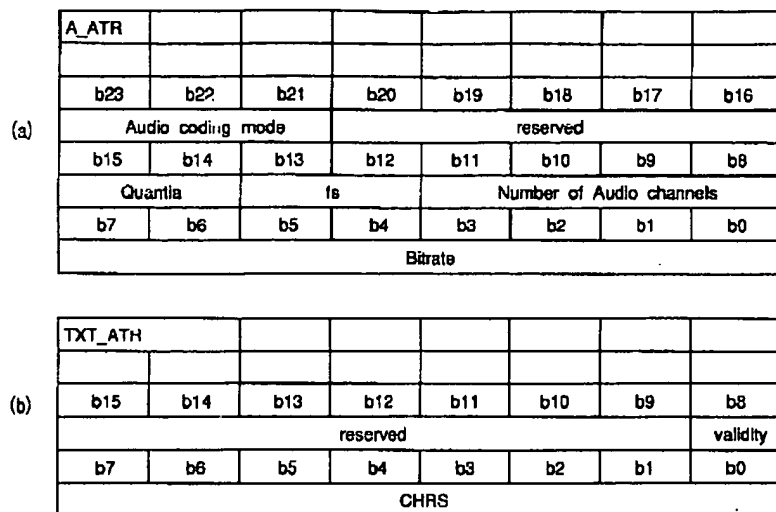 A_ATR
b23 b22 b21 b20 b19 b18 b17 b16
(a)
Audio coding mode reserved
b15 b14 b13 b12 b11 b10 b9 b8
Quantia fs Number of Audio channels
b7 b6 b5 b4 b3 b2 b1 b0
Bitrate
TXT_ATR
b15 b14 b13 b12 b11 b10 b9 b8
(b)
reserved validity
b7 b6 b5 b4 b3 b2 b1 b0
CHRS